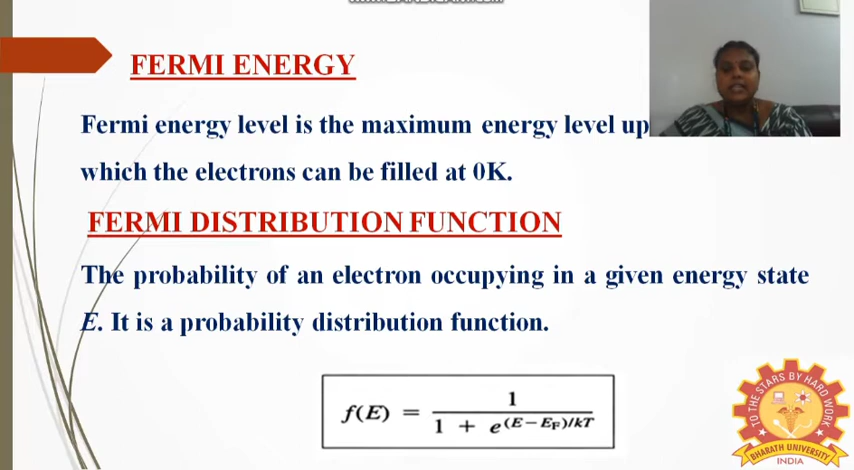 FERMI ENERGY
Fermi energy level is the maximum energy level up
which the electrons can be filled at 0K.
FERMI DISTRIBUTION FUNCTION
The probability of an electron occupying in a given energy state
E. It is a probability distribution function.
f(E) = 1 / 1 + e^(E−E_F)/kT
TO THE STARS BY HARD WORK
BHARATH UNIVERSITY
INDIA